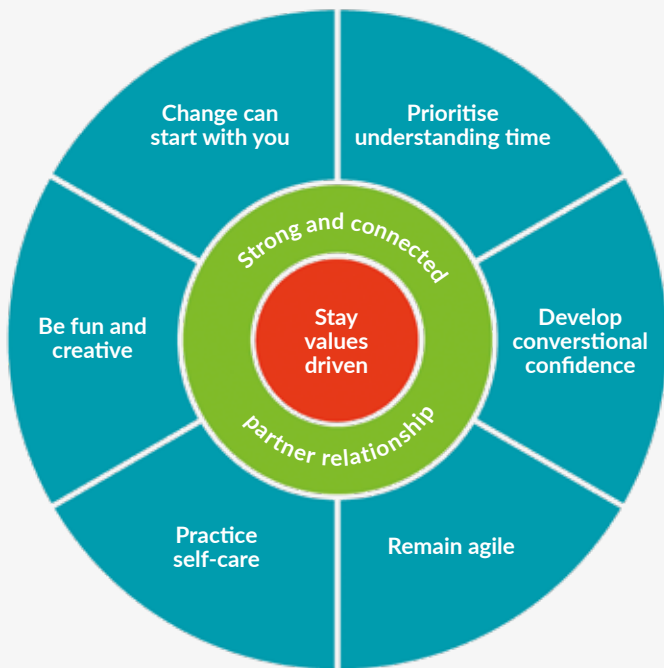 Change can
start with you
Prioritise
understanding time
Develop
converstional
confidence
Remain agile
Practice
self-care
Be fun and
creative
Strong and connected
partner relationship
Stay
values
driven